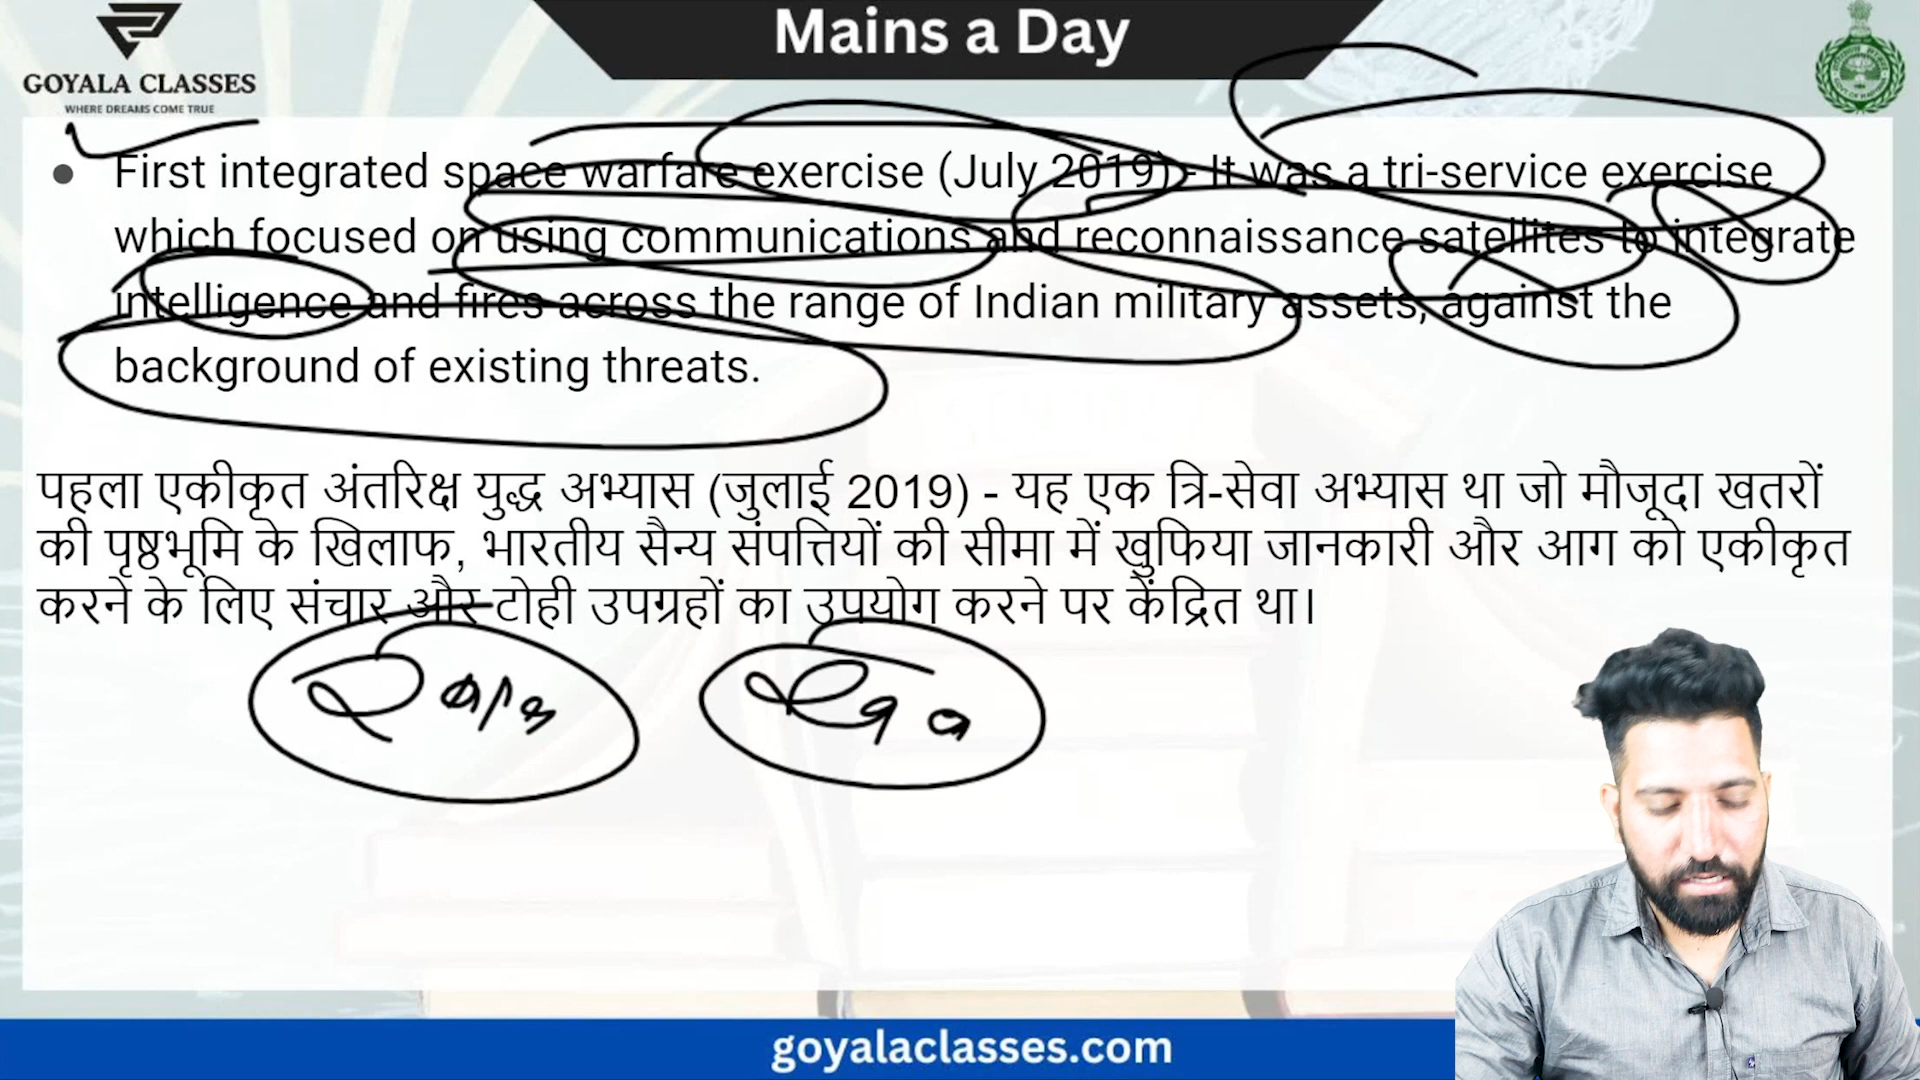 Mains a Day
GOYALA CLASSES
WHERE DREAMS COME TRUE
First integrated space warfare exercise (July 2019) - It was a tri-service exercise
which focused on using communications and reconnaissance satellites to integrate
intelligence and fires across the range of Indian military assets, against the
background of existing threats.
पहला एकीकृत अंतरिक्ष युद्ध अभ्यास (जुलाई 2019) - यह एक त्रि-सेवा अभ्यास था जो मौजूदा खतरों
की पृष्ठभूमि के खिलाफ, भारतीय सैन्य संपत्तियों की सीमा में खुफिया जानकारी और आग को एकीकृत
करने के लिए संचार और टोही उपग्रहों का उपयोग करने पर केंद्रित था।
goyalaclasses.com